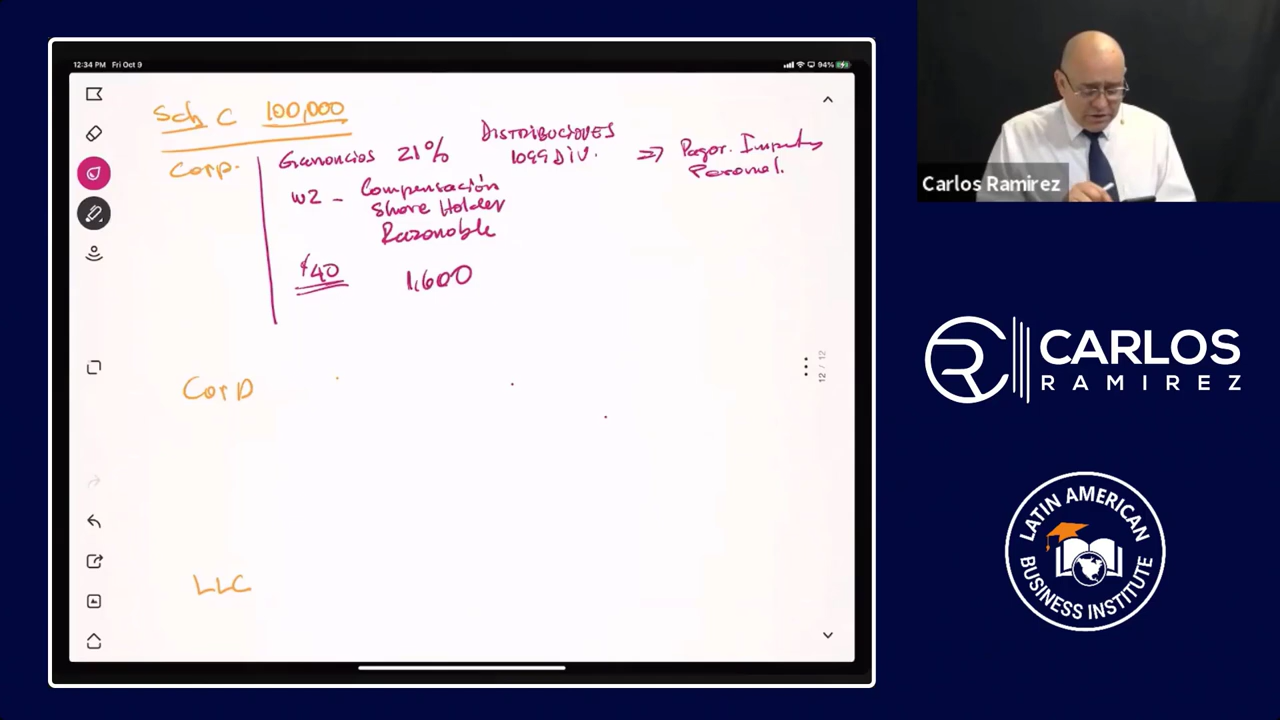 12:34 PM Fri Oct 9
94%
Sch C 100,000
Corp.
Ganancias 21%
DISTRIBUCIONES
1099 DIV.
=> Pagar. Impuestos
Personal.
W2 - Compensación
Share Holder
Razonable
$40 1,600
Corp
LLC
12 / 12
Carlos Ramirez
CARLOS
RAMIREZ
LATIN AMERICAN
BUSINESS INSTITUTE